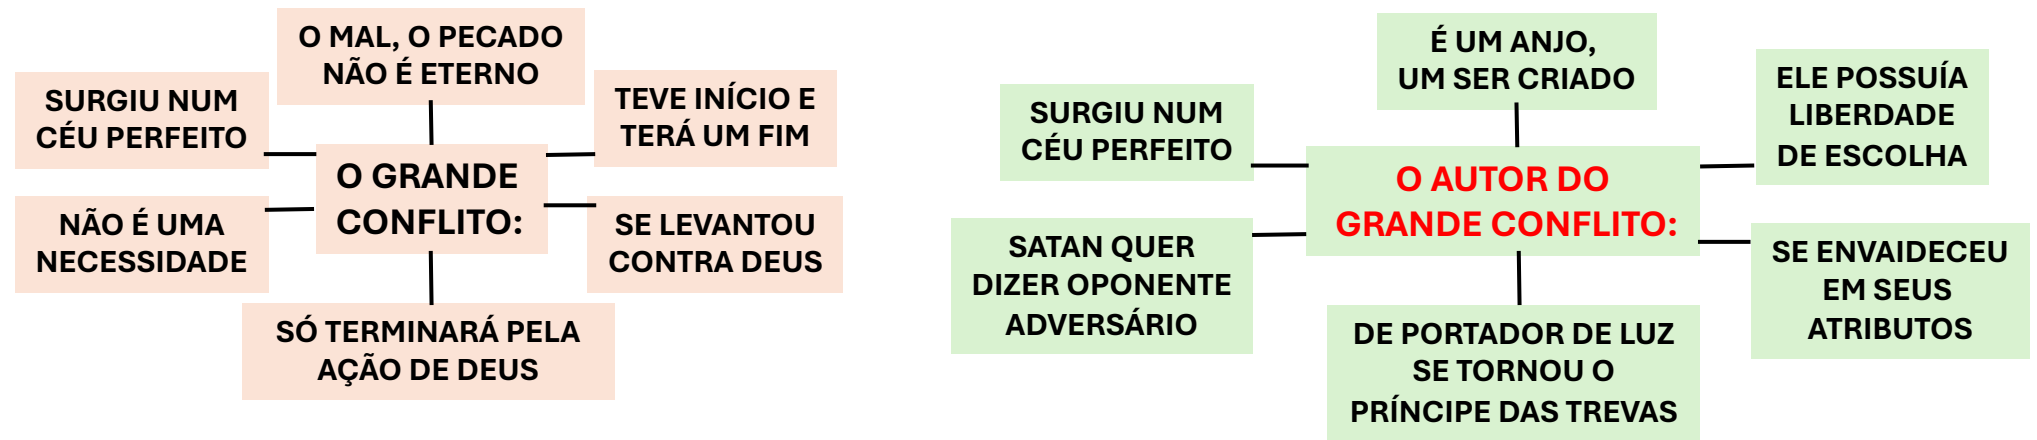 O MAL, O PECADO
NÃO É ETERNO
SURGIU NUM
CÉU PERFEITO
TEVE INÍCIO E
TERÁ UM FIM
O GRANDE
CONFLITO:
NÃO É UMA
NECESSIDADE
SE LEVANTOU
CONTRA DEUS
SÓ TERMINARÁ PELA
AÇÃO DE DEUS
É UM ANJO,
UM SER CRIADO
SURGIU NUM
CÉU PERFEITO
ELE POSSUÍA
LIBERDADE
DE ESCOLHA
O AUTOR DO
GRANDE CONFLITO:
SATAN QUER
DIZER OPONENTE
ADVERSÁRIO
SE ENVAIDECEU
EM SEUS
ATRIBUTOS
DE PORTADOR DE LUZ
SE TORNOU O
PRÍNCIPE DAS TREVAS